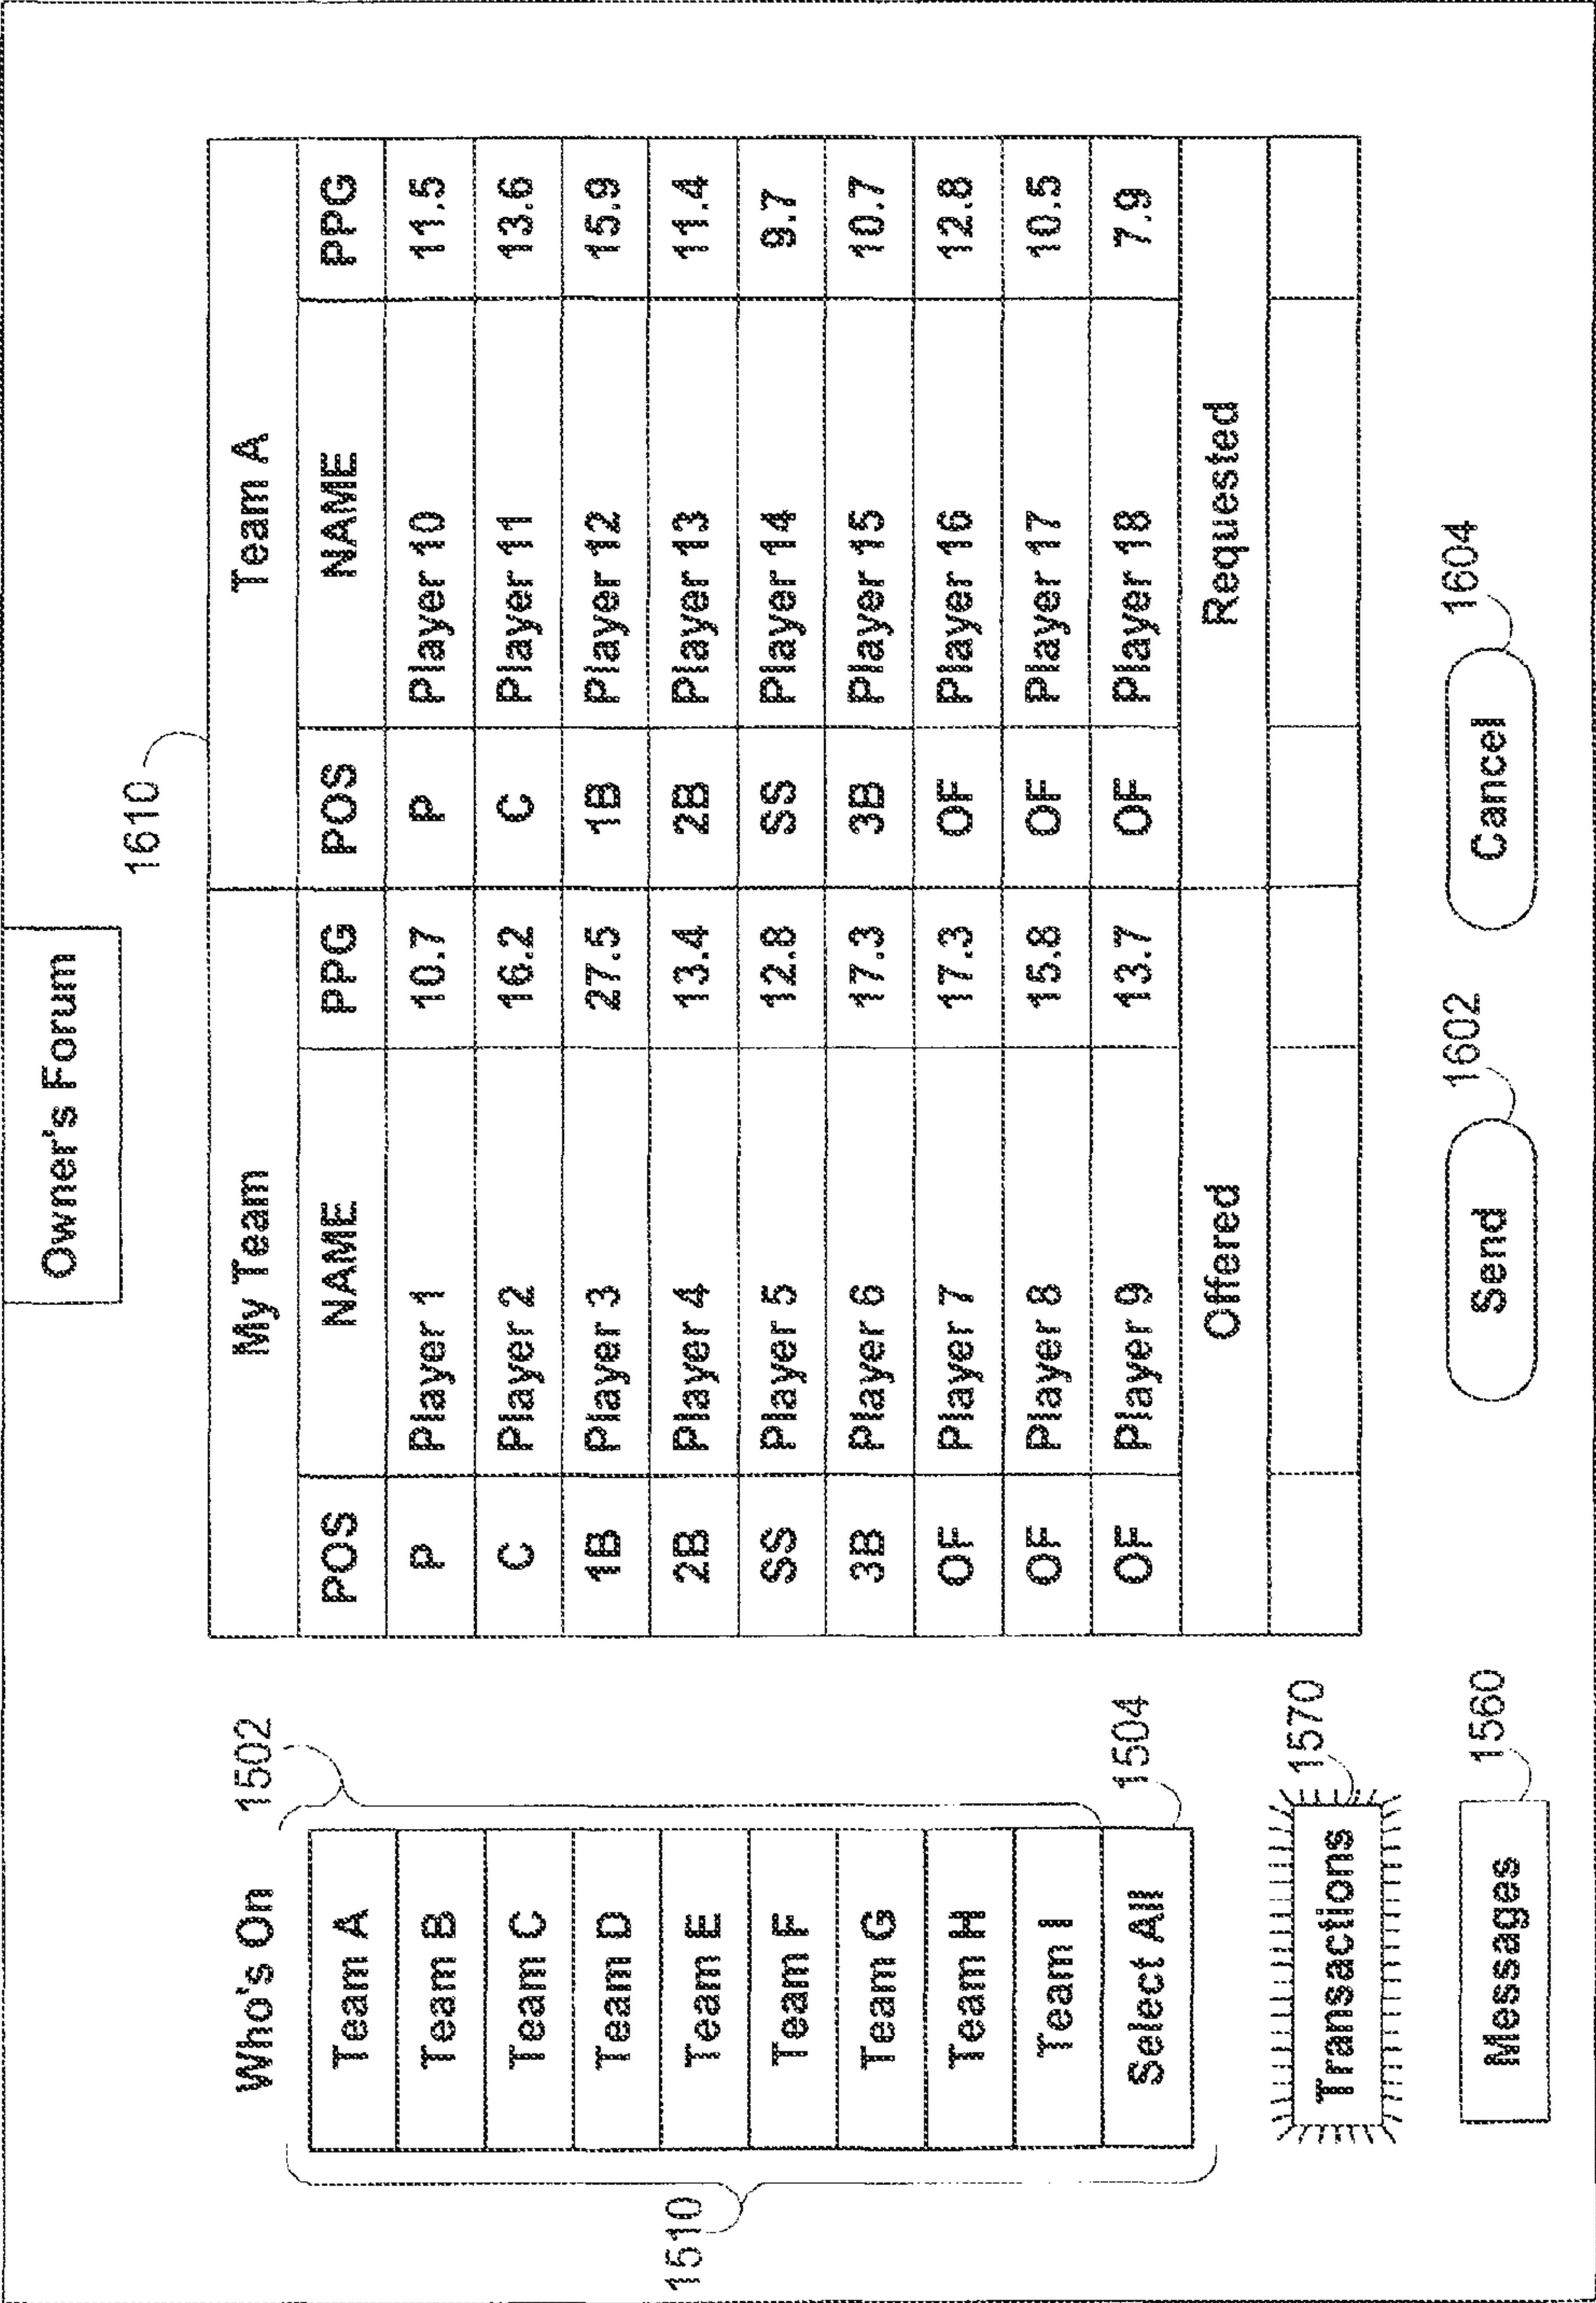 Owner's Forum
1610
Who's On
1502
1510
Team A
Team B
Team C
Team D
Team E
Team F
Team G
Team H
Team I
Select All
1504
Transactions
1570
Messages
1560
My Team Team A
POS NAME PPG POS NAME PPG
P Player 1 10.7 P Player 10 11.5
C Player 2 16.2 C Player 11 13.6
1B Player 3 27.5 1B Player 12 15.9
2B Player 4 13.4 2B Player 13 11.4
SS Player 5 12.8 SS Player 14 9.7
3B Player 6 17.3 3B Player 15 10.7
OF Player 7 17.3 OF Player 16 12.8
OF Player 8 15.8 OF Player 17 10.5
OF Player 9 13.7 OF Player 18 7.9
Offered Requested
Send
1602
Cancel
1604